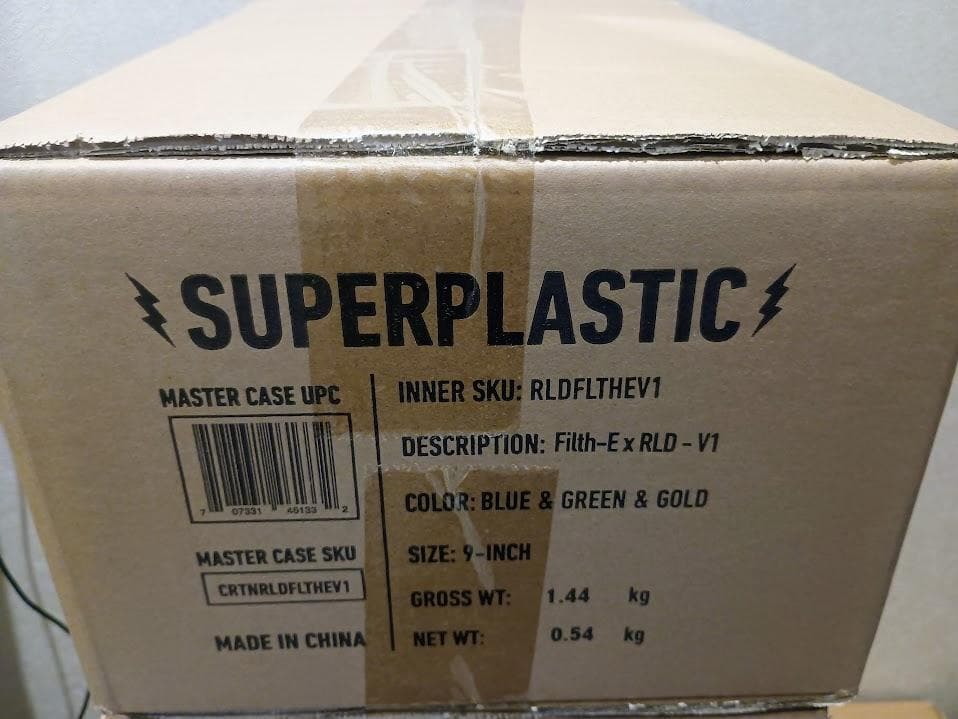 SUPERPLASTIC
MASTER CASE UPC
7 07331 46133 2
MASTER CASE SKU
CRTNRLDFLTHEV1
MADE IN CHINA
INNER SKU: RLDFLTHEV1
DESCRIPTION: Filth-E x RLD - V1
COLOR: BLUE & GREEN & GOLD
SIZE: 9-INCH
GROSS WT: 1.44 kg
NET WT: 0.54 kg